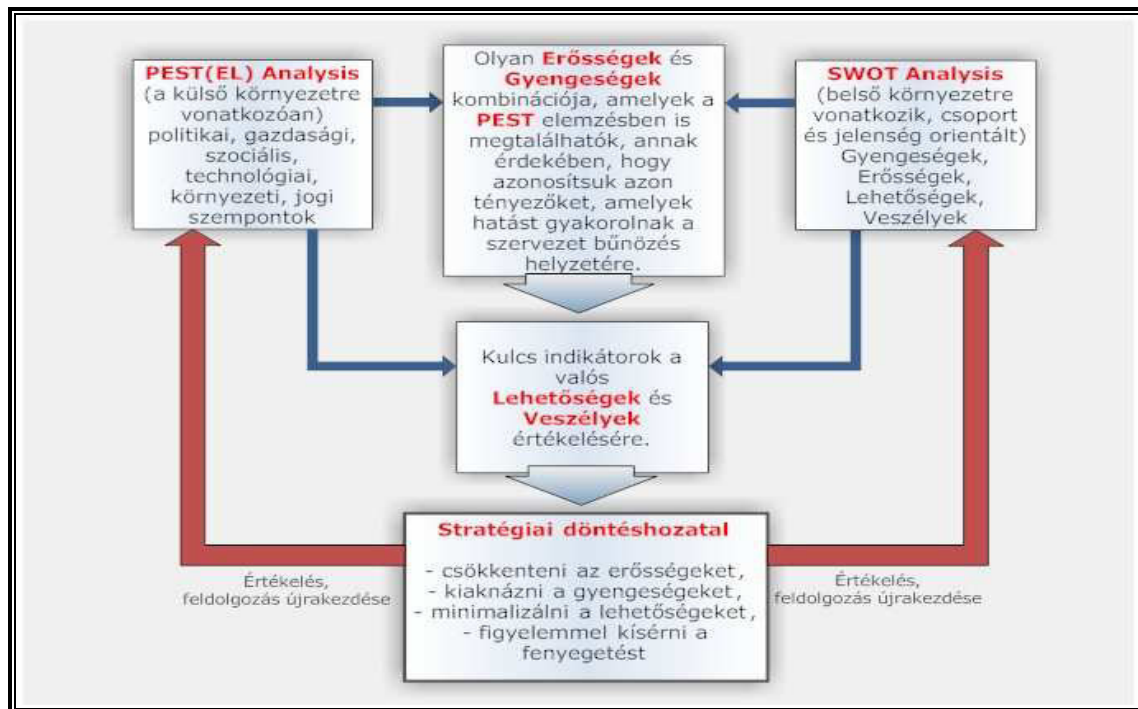 PEST(EL) Analysis
(a külső környezetre
vonatkozóan)
politikai, gazdasági,
szociális,
technológiai,
környezeti, jogi
szempontok
Olyan Erősségek és
Gyengeségek
kombinációja, amelyek a
PEST elemzésben is
megtalálhatók, annak
érdekében, hogy
azonosítsuk azon
tényezőket, amelyek
hatást gyakorolnak a
szervezet bűnözés
helyzetére.
SWOT Analysis
(belső környezetre
vonatkozik, csoport
és jelenség orientált)
Gyengeségek,
Erősségek,
Lehetőségek,
Veszélyek
Kulcs indikátorok a
valós
Lehetőségek és
Veszélyek
értékelésére.
Stratégiai döntéshozatal
- csökkenteni az erősségeket,
- kiaknázni a gyengeségeket,
- minimalizálni a lehetőségeket,
- figyelemmel kísérni a
fenyegetést
Értékelés,
feldolgozás újrakezdése
Értékelés,
feldolgozás újrakezdése